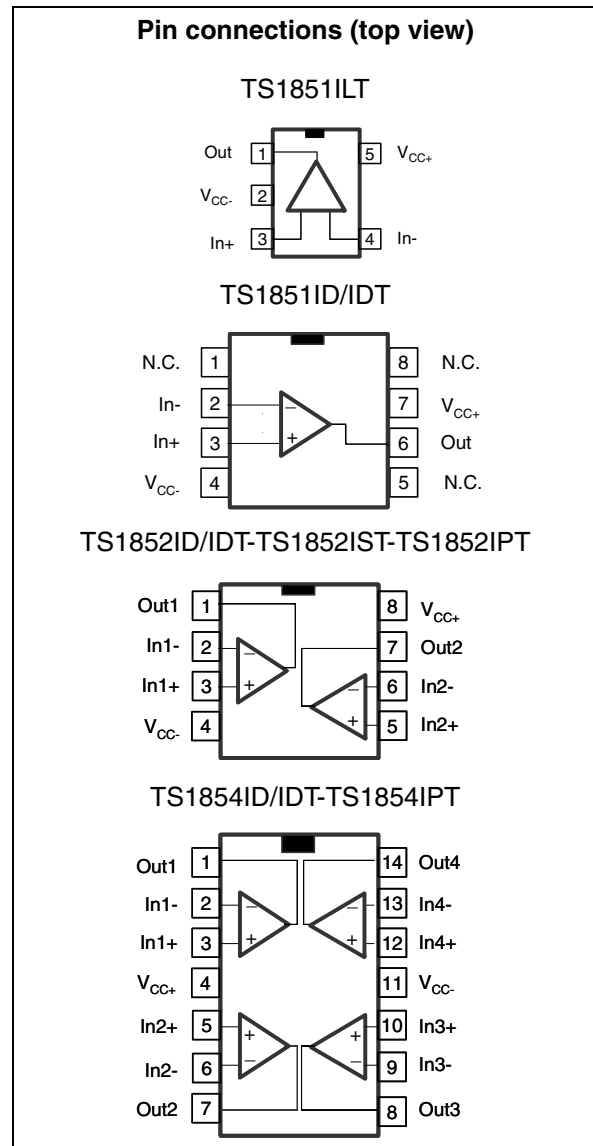 Pin connections (top view)
TS1851ILT
Out 1 5 VCC+
VCC- 2
In+ 3 4 In-
TS1851ID/IDT
N.C. 1 8 N.C.
In- 2 − 7 VCC+
In+ 3 + 6 Out
VCC- 4 5 N.C.
TS1852ID/IDT-TS1852IST-TS1852IPT
Out1 1 8 VCC+
In1- 2 − 7 Out2
In1+ 3 + − 6 In2-
VCC- 4 + 5 In2+
TS1854ID/IDT-TS1854IPT
Out1 1 14 Out4
In1- 2 − − 13 In4-
In1+ 3 + + 12 In4+
VCC+ 4 11 VCC-
In2+ 5 + + 10 In3+
In2- 6 − − 9 In3-
Out2 7 8 Out3